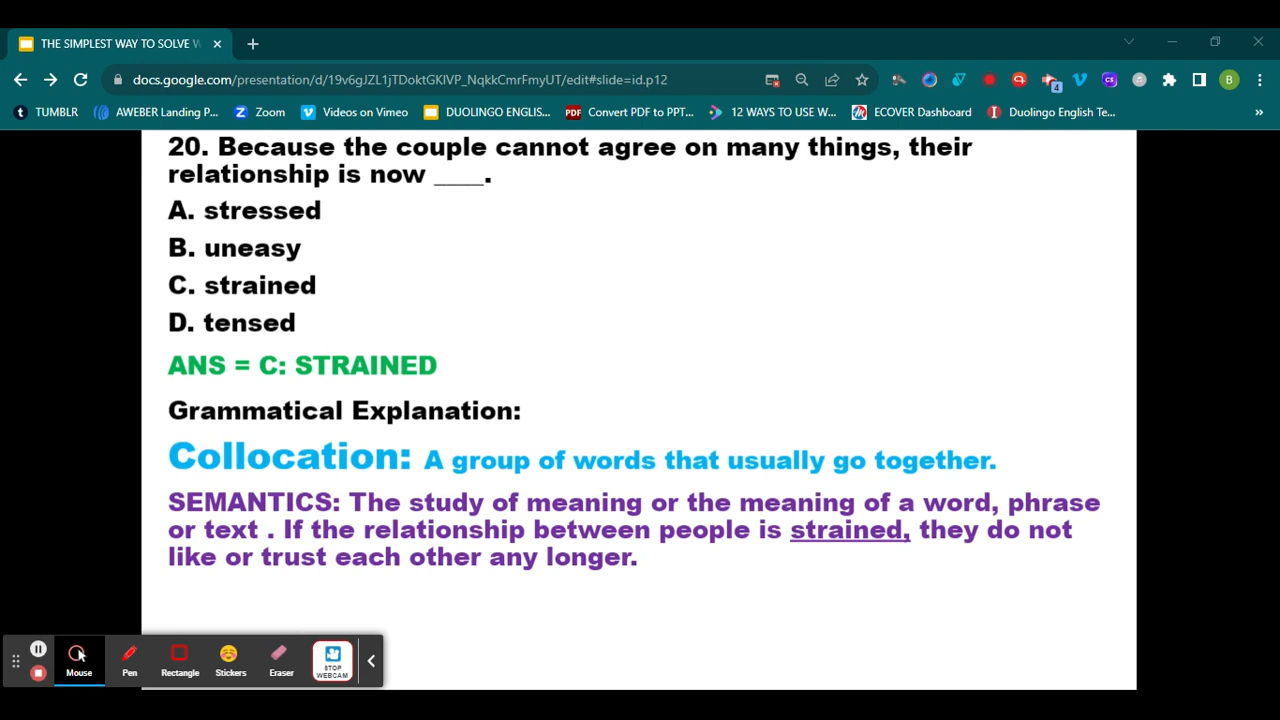 THE SIMPLEST WAY TO SOLVE W
docs.google.com/presentation/d/19v6gJZL1jTDoktGKlVP_NqkkCmrFmyUT/edit#slide=id.p12
4
B
TUMBLR
AWEBER Landing P...
Zoom
Videos on Vimeo
DUOLINGO ENGLIS...
PDF Convert PDF to PPT...
12 WAYS TO USE W...
ECOVER Dashboard
Duolingo English Te...
20. Because the couple cannot agree on many things, their
relationship is now ____.
A. stressed
B. uneasy
C. strained
D. tensed
ANS = C: STRAINED
Grammatical Explanation:
Collocation: A group of words that usually go together.
SEMANTICS: The study of meaning or the meaning of a word, phrase
or text . If the relationship between people is strained, they do not
like or trust each other any longer.
Mouse
Pen
Rectangle
Stickers
Eraser
STOP
WEBCAM